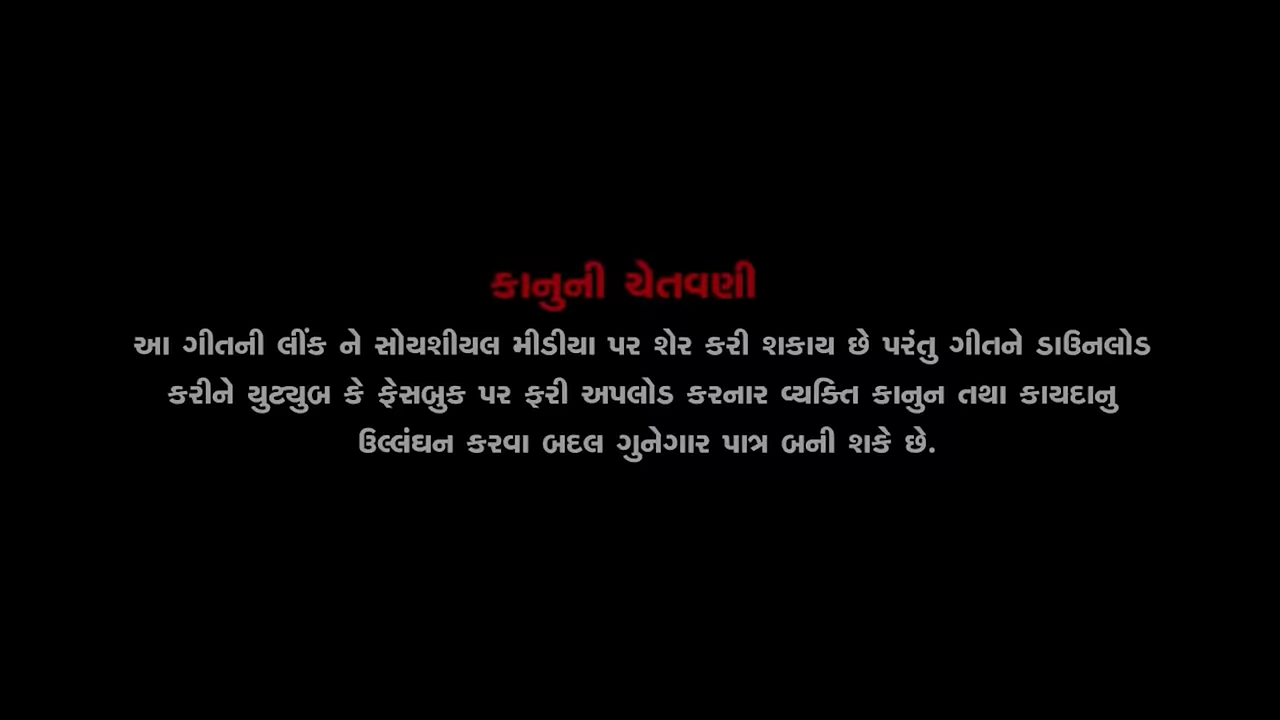 કાનુની ચેતવણી
આ ગીતની લીંક ને સોયશીયલ મીડીયા પર શેર કરી શકાય છે પરંતુ ગીતને ડાઉનલોડ
કરીને યુટ્યુબ કે ફેસબુક પર ફરી અપલોડ કરનાર વ્યક્તિ કાનુન તથા કાયદાનુ
ઉલ્લંઘન કરવા બદલ ગુનેગાર પાત્ર બની શકે છે.